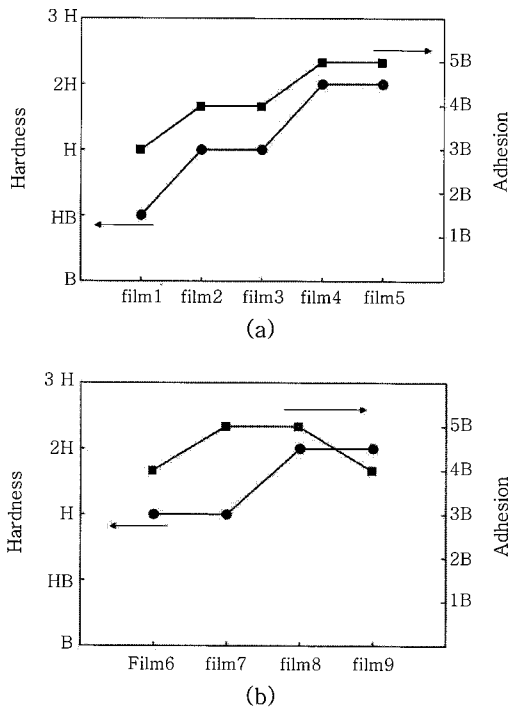 3 H
2H
H
HB
B
Hardness
5B
4B
3B
2B
1B
Adhesion
film1 film2 film3 film4 film5
(a)
3 H
2H
H
HB
B
Hardness
5B
4B
3B
2B
1B
Adhesion
Film6 film7 film8 film9
(b)